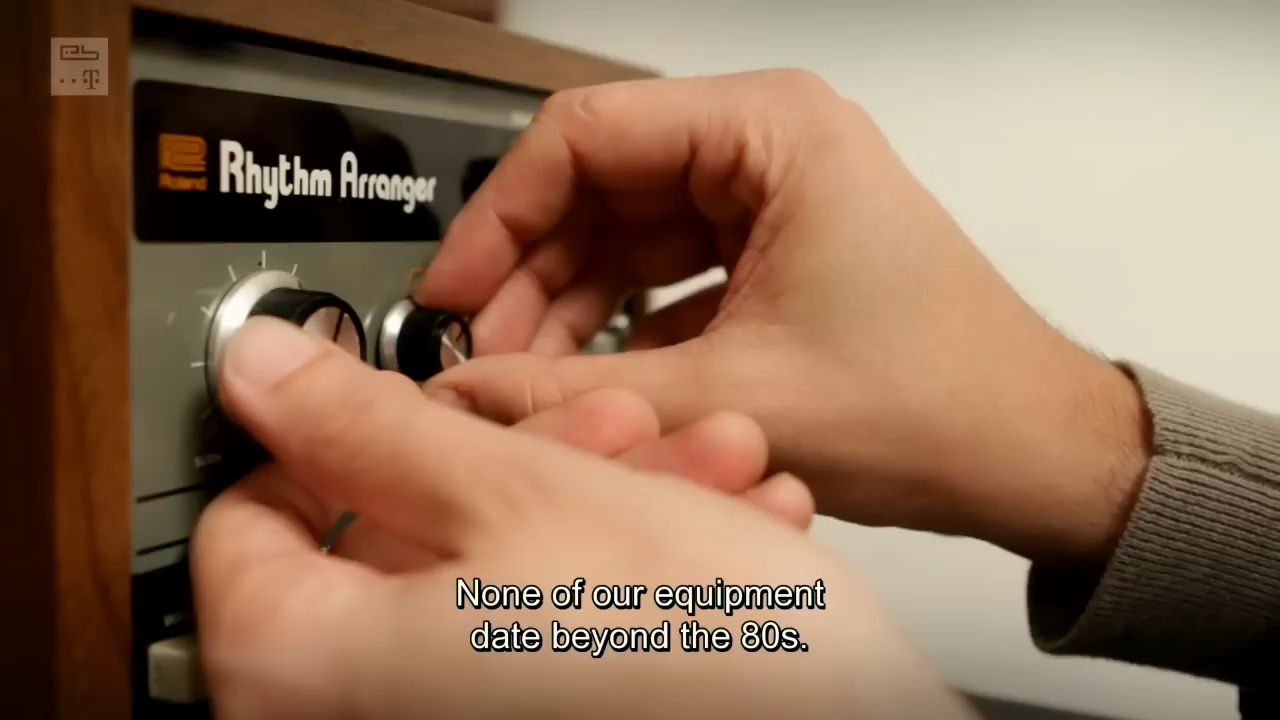 Rhythm Arranger
Roland
None of our equipment
date beyond the 80s.